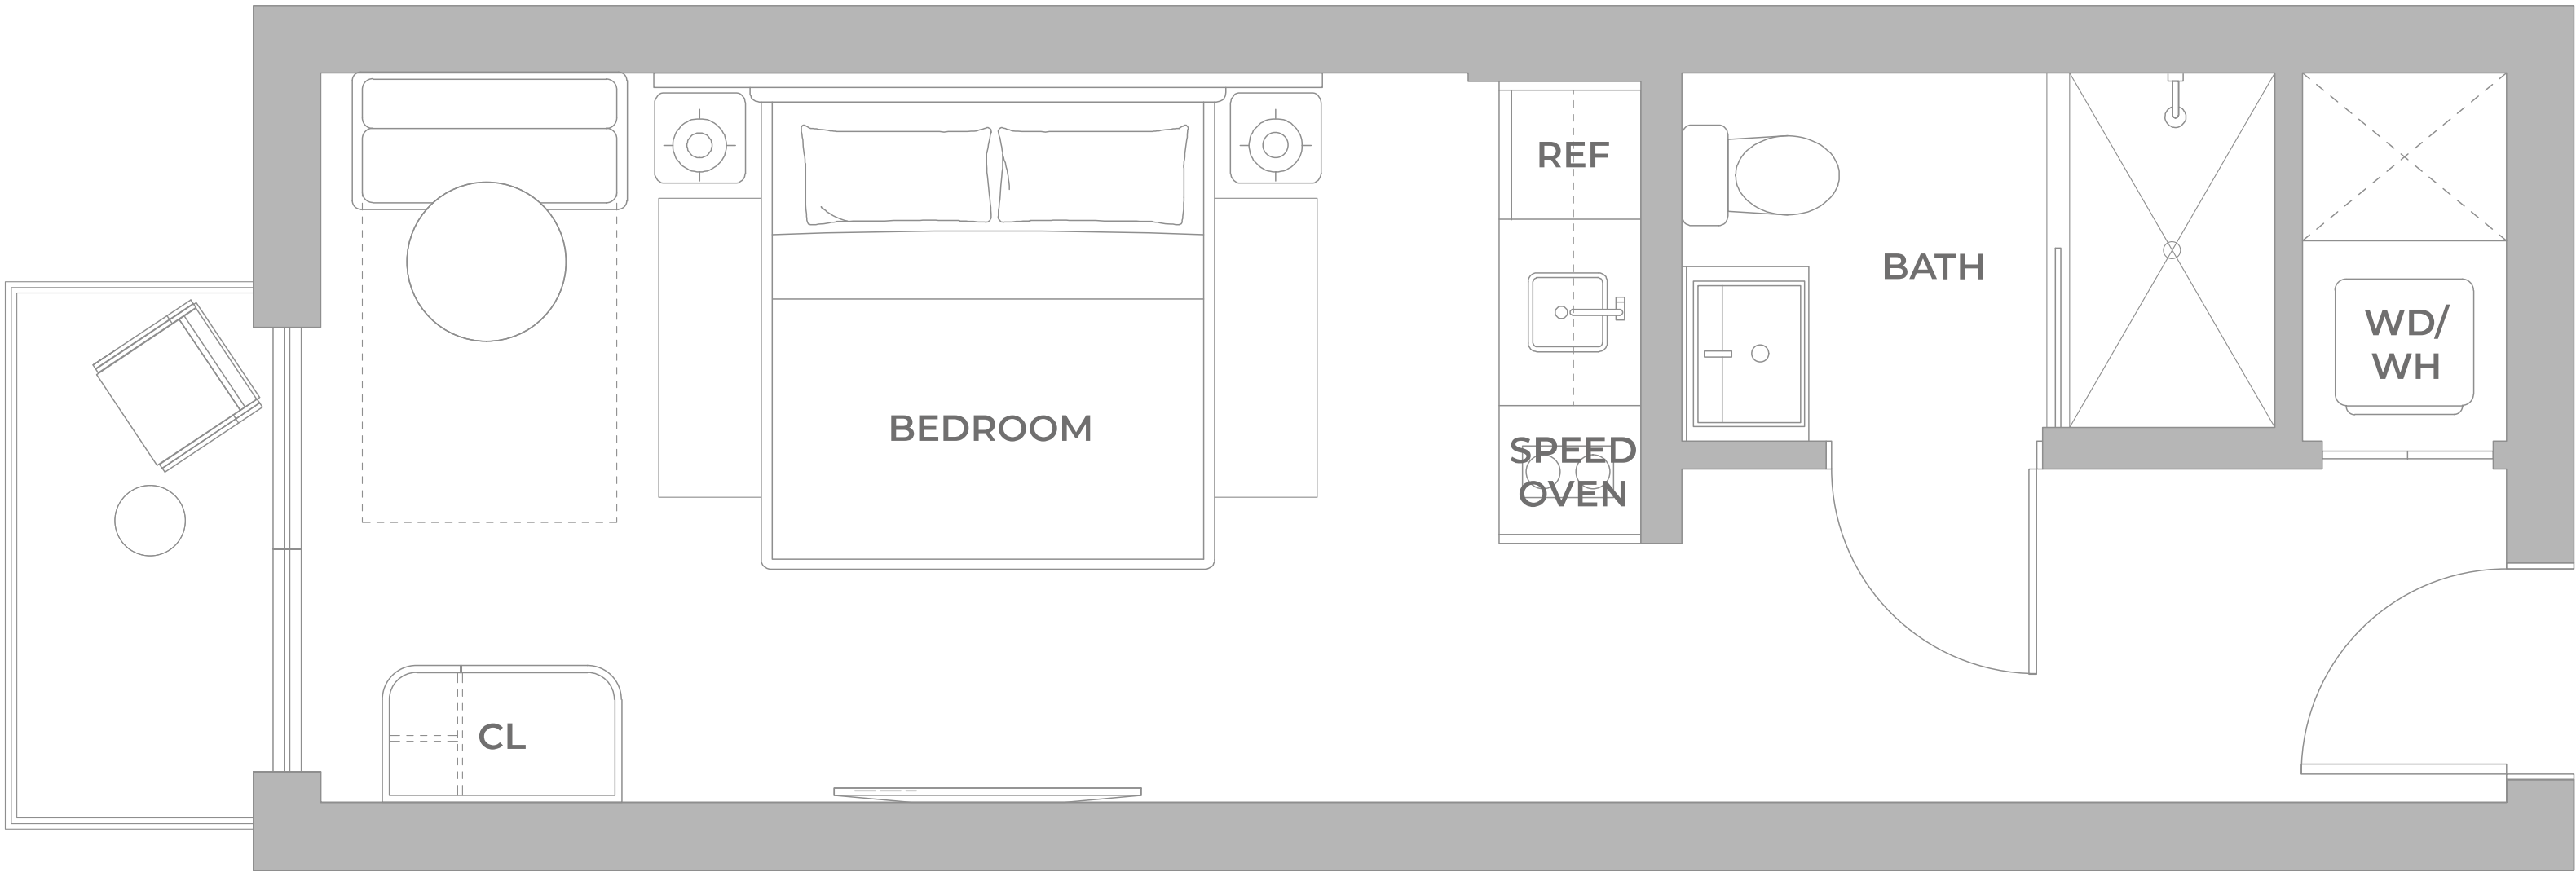 REF
BATH
WD/
WH
BEDROOM
SPEED
OVEN
CL